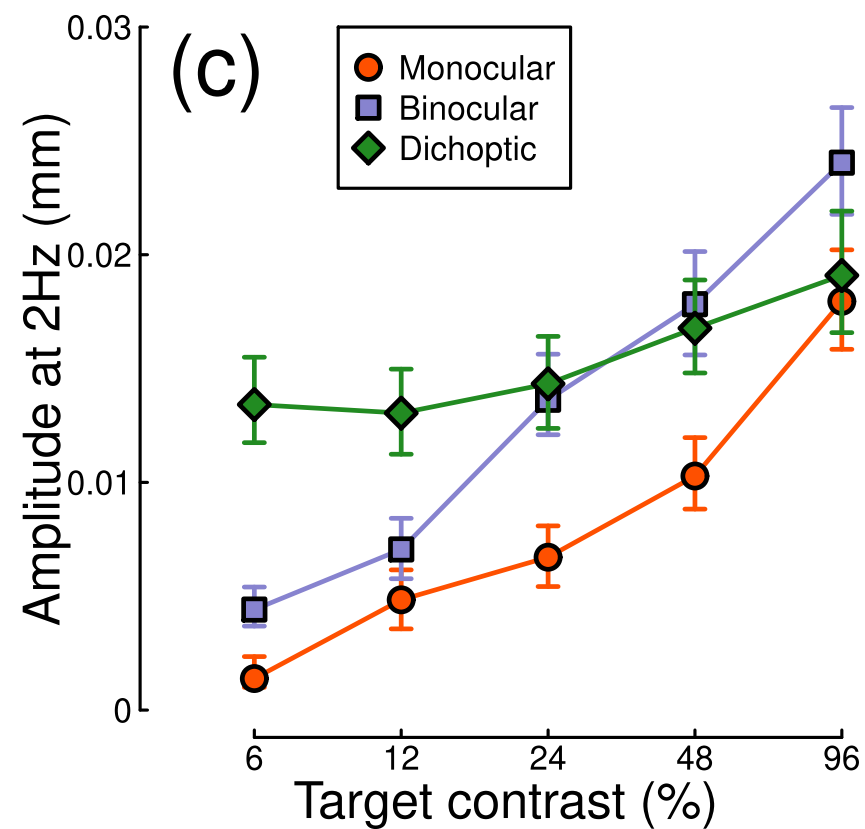 (c)
Monocular
Binocular
Dichoptic
Amplitude at 2Hz (mm)
0.03
0.02
0.01
0
6 12 24 48 96
Target contrast (%)